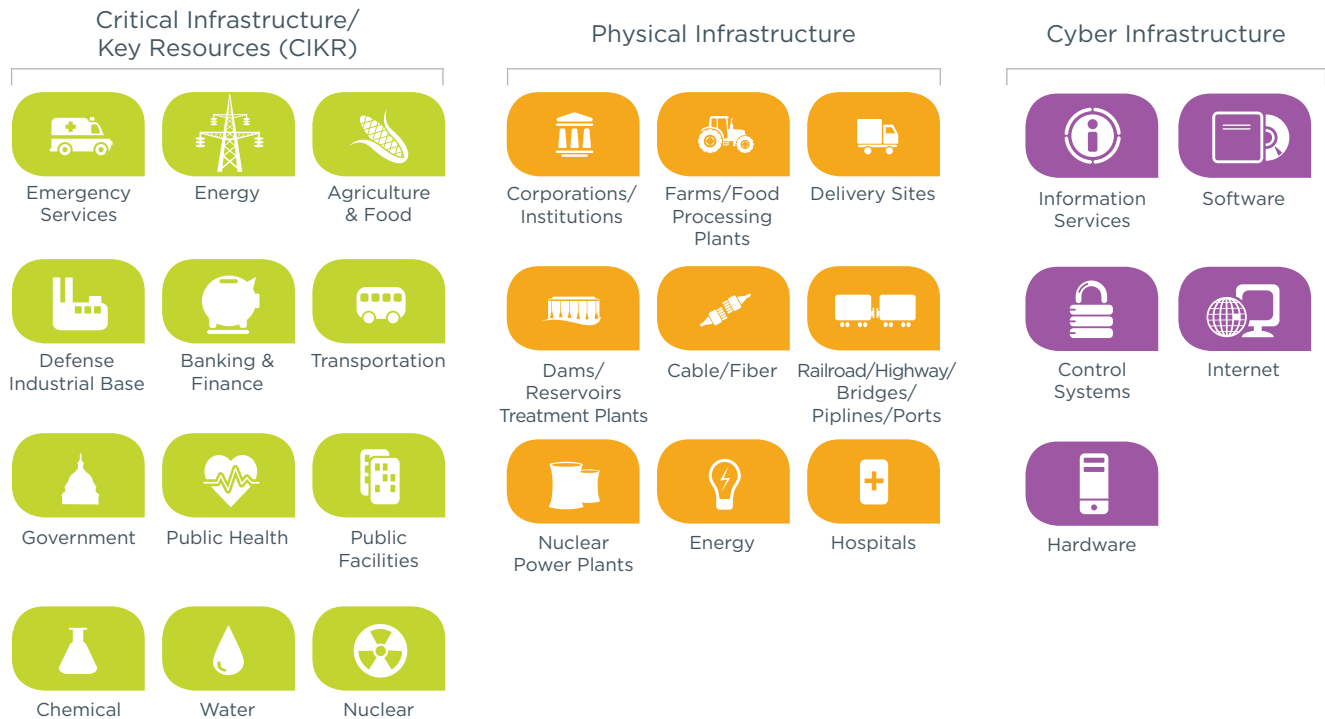 Critical Infrastructure/
Key Resources (CIKR)
Emergency
Services
Energy
Agriculture
& Food
Defense
Industrial Base
Banking &
Finance
Transportation
Government
Public Health
Public
Facilities
Chemical
Water
Nuclear
Physical Infrastructure
Corporations/
Institutions
Farms/Food
Processing
Plants
Delivery Sites
Dams/
Reservoirs
Treatment Plants
Cable/Fiber
Railroad/Highway/
Bridges/
Piplines/Ports
Nuclear
Power Plants
Energy
Hospitals
Cyber Infrastructure
Information
Services
Software
Control
Systems
Internet
Hardware